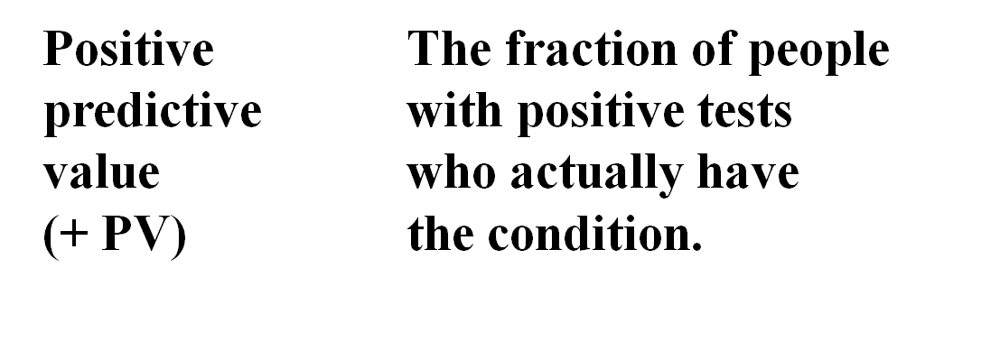 Positive
predictive
value
(+ PV)
The fraction of people
with positive tests
who actually have
the condition.